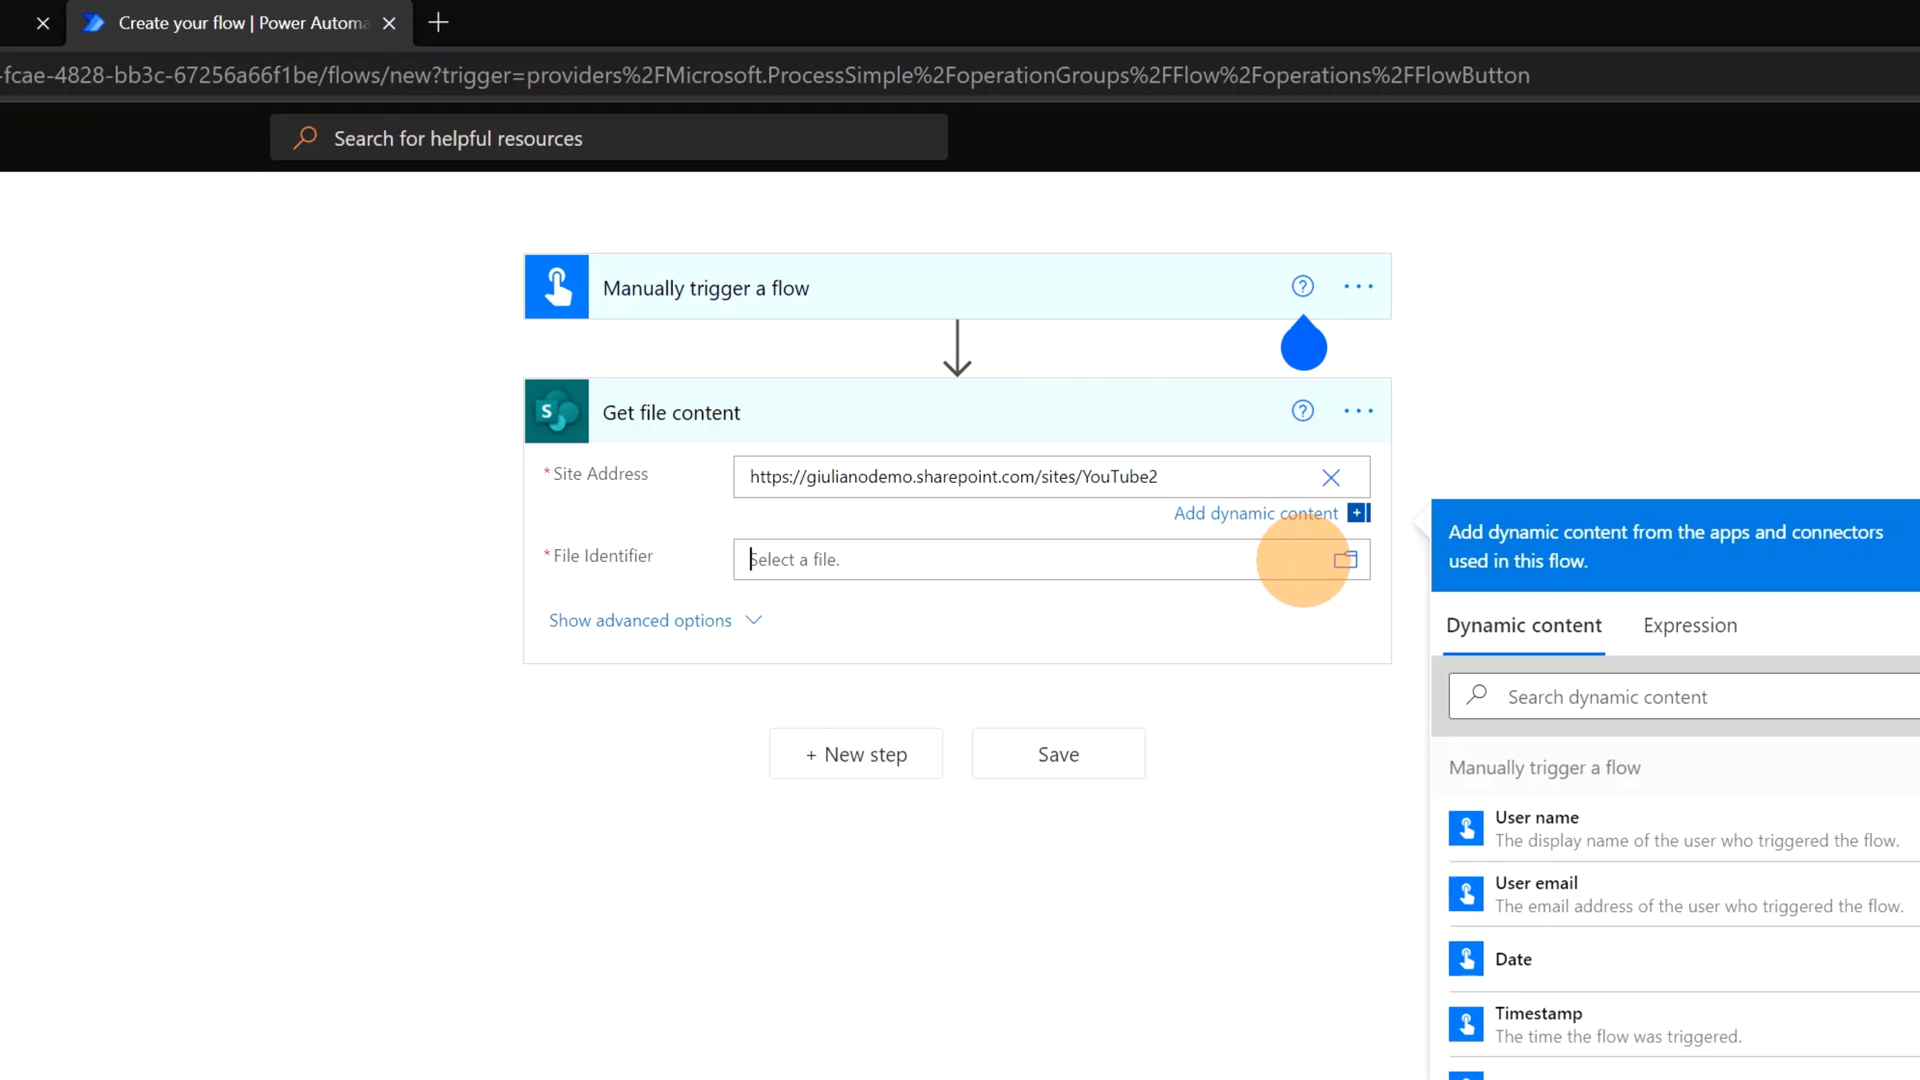 Create your flow | Power Automa
-fcae-4828-bb3c-67256a66f1be/flows/new?trigger=providers%2FMicrosoft.ProcessSimple%2FoperationGroups%2FFlow%2Foperations%2FFlowButton
Search for helpful resources
Manually trigger a flow
Get file content
* Site Address
https://giulianodemo.sharepoint.com/sites/YouTube2
Add dynamic content
* File Identifier
Select a file.
Show advanced options
+ New step
Save
Add dynamic content from the apps and connectors
used in this flow.
Dynamic content
Expression
Search dynamic content
Manually trigger a flow
User name
The display name of the user who triggered the flow.
User email
The email address of the user who triggered the flow.
Date
Timestamp
The time the flow was triggered.